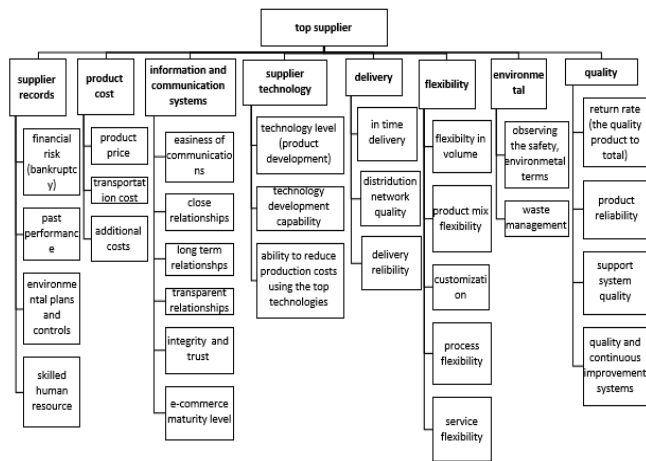 top supplier
supplier
records
financial
risk
(bankruptc
y)
past
performanc
e
environme
ntal plans
and
controls
skilled
human
resource
product
cost
product
price
transportat
ion cost
additional
costs
information and
communication
systems
easiness of
communicatio
ns
close
relationships
long term
relationshps
transparent
relationships
integrity and
trust
e-commerce
maturity level
supplier
technology
technology level
(product
development)
technology
development
capability
ability to reduce
production costs
using the top
technologies
delivery
in time
delivery
distridution
network
quality
delivery
relibility
flexibility
flexibilty in
volume
product mix
flexibility
customiza
tion
process
flexibility
service
flexibility
environme
tal
observing
the safety,
environmetal
terms
waste
management
quality
return rate
(the quality
product to
total)
product
reliability
support
system
quality
quality and
continuous
improvement
systems